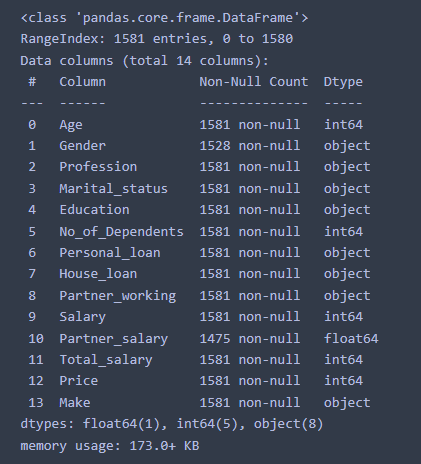 <class 'pandas.core.frame.DataFrame'>
RangeIndex: 1581 entries, 0 to 1580
Data columns (total 14 columns):
 #   Column            Non-Null Count  Dtype
---  ------            --------------  -----
 0   Age               1581 non-null   int64
 1   Gender            1528 non-null   object
 2   Profession        1581 non-null   object
 3   Marital_status    1581 non-null   object
 4   Education         1581 non-null   object
 5   No_of_Dependents  1581 non-null   int64
 6   Personal_loan     1581 non-null   object
 7   House_loan        1581 non-null   object
 8   Partner_working   1581 non-null   object
 9   Salary            1581 non-null   int64
 10  Partner_salary    1475 non-null   float64
 11  Total_salary      1581 non-null   int64
 12  Price             1581 non-null   int64
 13  Make              1581 non-null   object
dtypes: float64(1), int64(5), object(8)
memory usage: 173.0+ KB